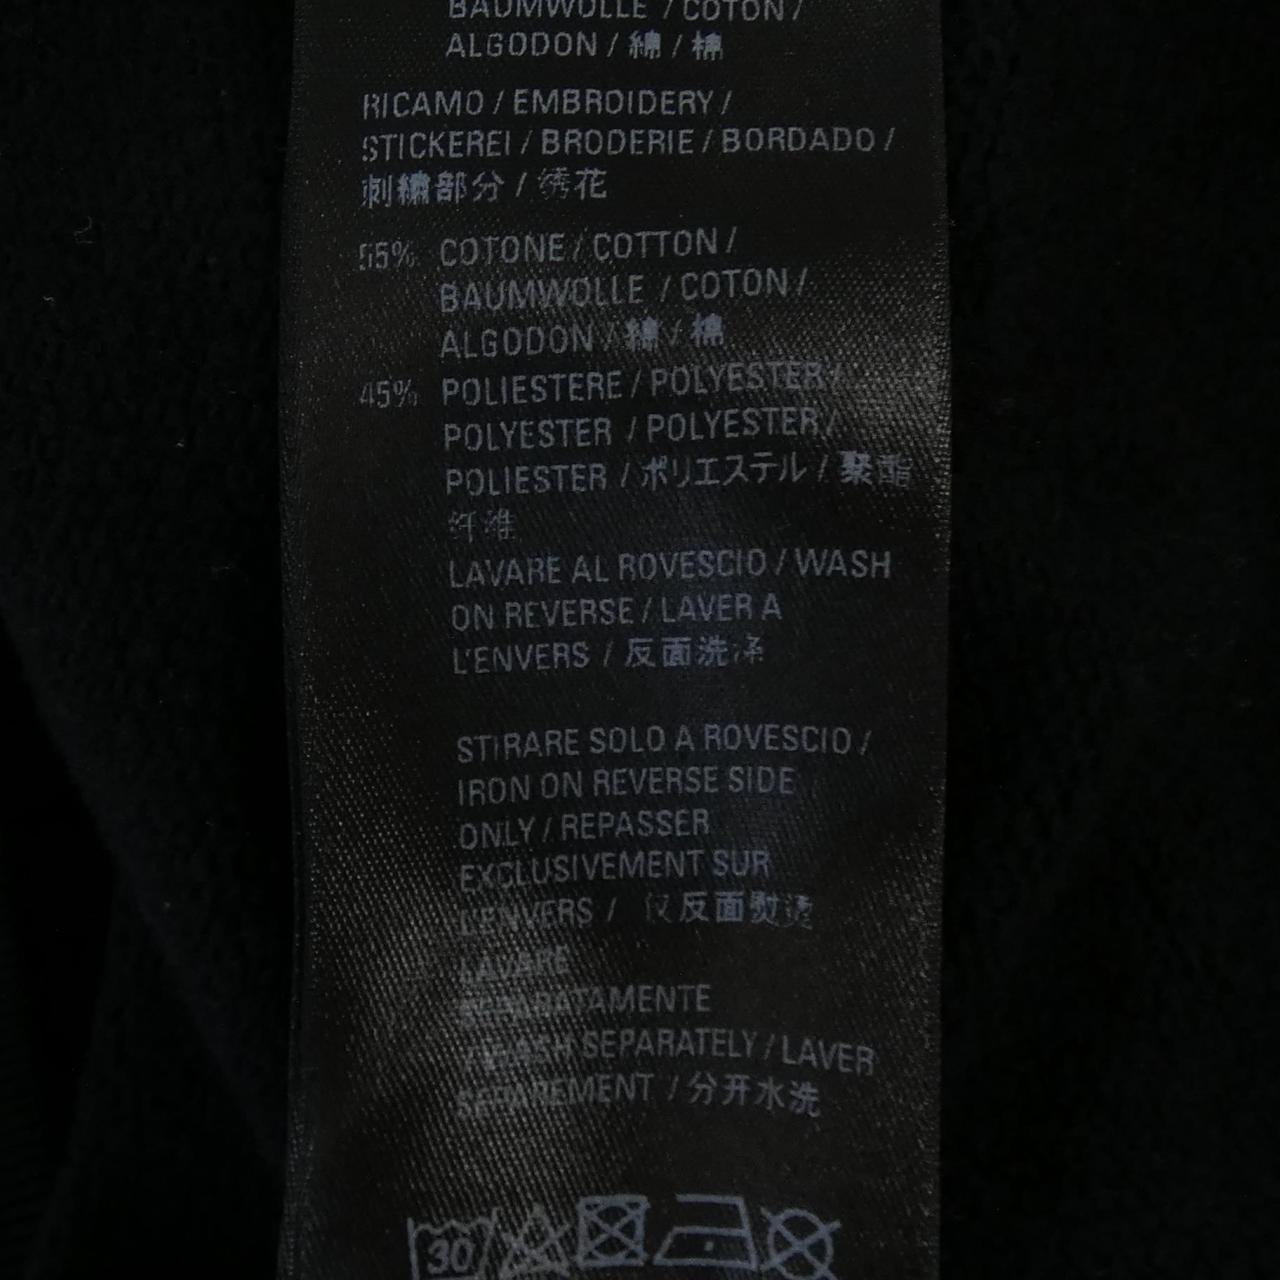 BAUMWOLLE / COTON /
ALGODON / 綿 / 棉
RICAMO / EMBROIDERY /
STICKEREI / BRODERIE / BORDADO /
刺繍部分 / 绣花
55% COTONE / COTTON /
BAUMWOLLE / COTON /
ALGODON / 綿 / 棉
45% POLIESTERE / POLYESTER /
POLYESTER / POLYESTER /
POLIESTER / ポリエステル / 聚酯
纤维
LAVARE AL ROVESCIO / WASH
ON REVERSE / LAVER A
L'ENVERS / 反面洗涤
STIRARE SOLO A ROVESCIO /
IRON ON REVERSE SIDE
ONLY / REPASSER
EXCLUSIVEMENT SUR
L'ENVERS / 仅反面熨烫
LAVARE
SEPARATAMENTE
/ WASH SEPARATELY / LAVER
SEPAREMENT / 分开水洗
30